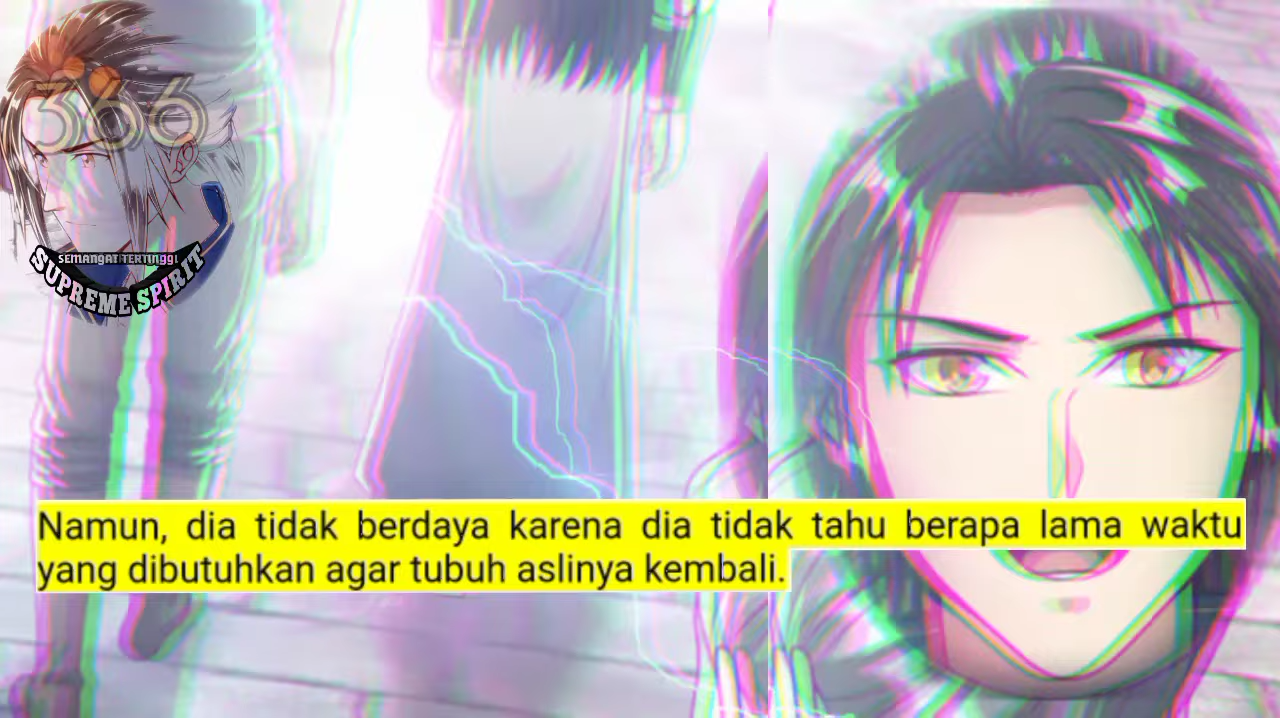 366
SEMANGAT TERTINGGI
SUPREME SPIRIT
Namun, dia tidak berdaya karena dia tidak tahu berapa lama waktu
yang dibutuhkan agar tubuh aslinya kembali.